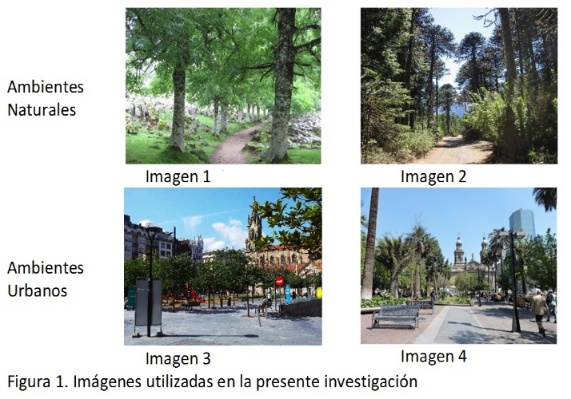 Ambientes
Naturales
Imagen 1
Imagen 2
Ambientes
Urbanos
Imagen 3
Imagen 4
Figura 1. Imágenes utilizadas en la presente investigación